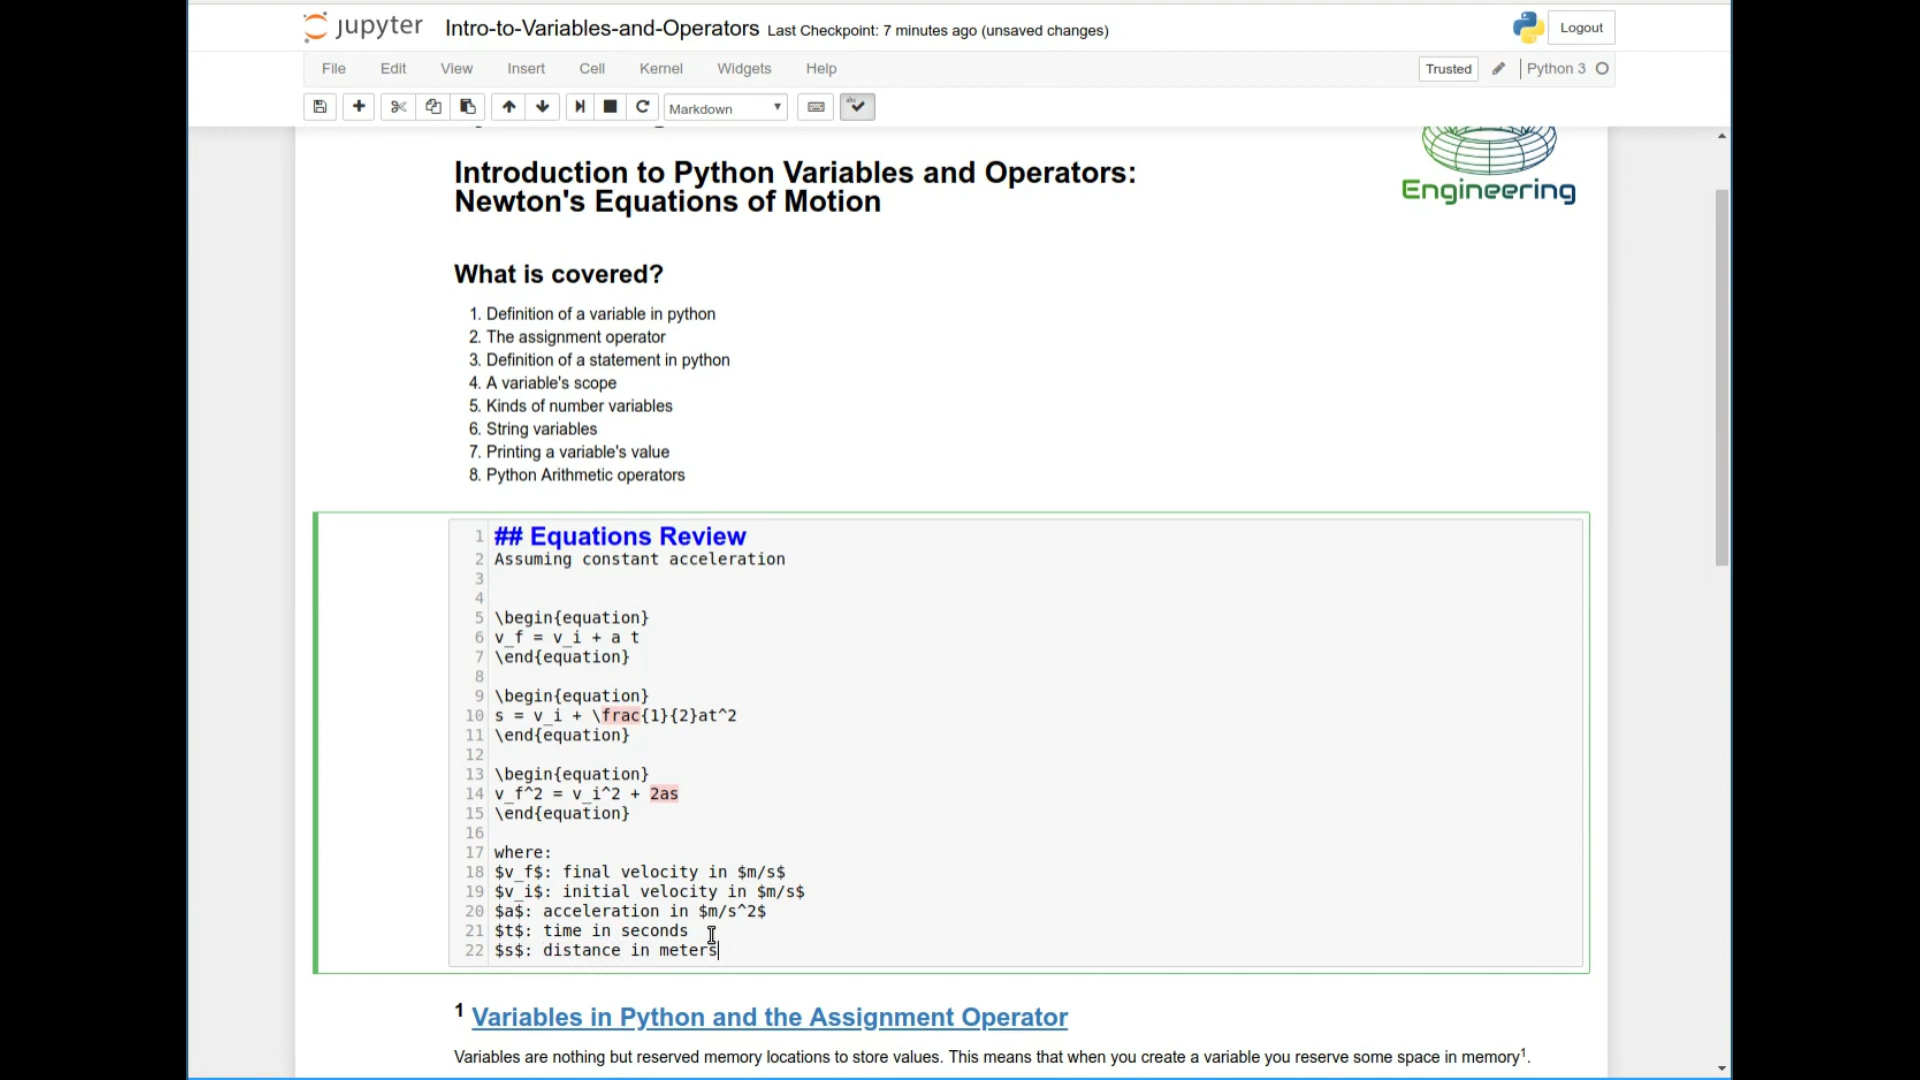 jupyter Intro-to-Variables-and-Operators Last Checkpoint: 7 minutes ago (unsaved changes) Logout
File Edit View Insert Cell Kernel Widgets Help Trusted Python 3
Markdown
Engineering
Introduction to Python Variables and Operators:
Newton's Equations of Motion
What is covered?
1. Definition of a variable in python
2. The assignment operator
3. Definition of a statement in python
4. A variable's scope
5. Kinds of number variables
6. String variables
7. Printing a variable's value
8. Python Arithmetic operators
1 ## Equations Review
2 Assuming constant acceleration
3
4
5 \begin{equation}
6 v_f = v_i + a t
7 \end{equation}
8
9 \begin{equation}
10 s = v_i + \frac{1}{2}at^2
11 \end{equation}
12
13 \begin{equation}
14 v_f^2 = v_i^2 + 2as
15 \end{equation}
16
17 where:
18 $v_f$: final velocity in $m/s$
19 $v_i$: initial velocity in $m/s$
20 $a$: acceleration in $m/s^2$
21 $t$: time in seconds
22 $s$: distance in meters
1 Variables in Python and the Assignment Operator
Variables are nothing but reserved memory locations to store values. This means that when you create a variable you reserve some space in memory1.